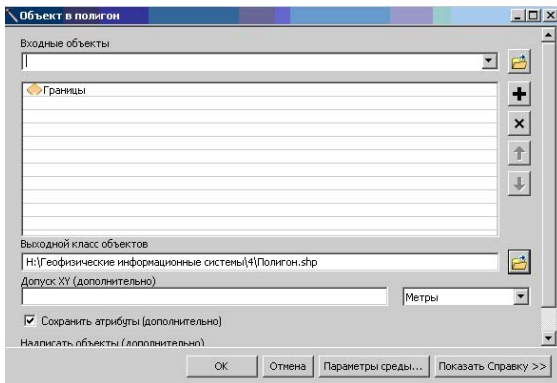 Объект в полигон
Входные объекты
Границы
Выходной класс объектов
H:\Геофизические информационные системы\4\Полигон.shp
Допуск XY (дополнительно)
Метры
Сохранить атрибуты (дополнительно)
Надписать объекты (дополнительно)
OK Отмена Параметры среды... Показать Справку >>